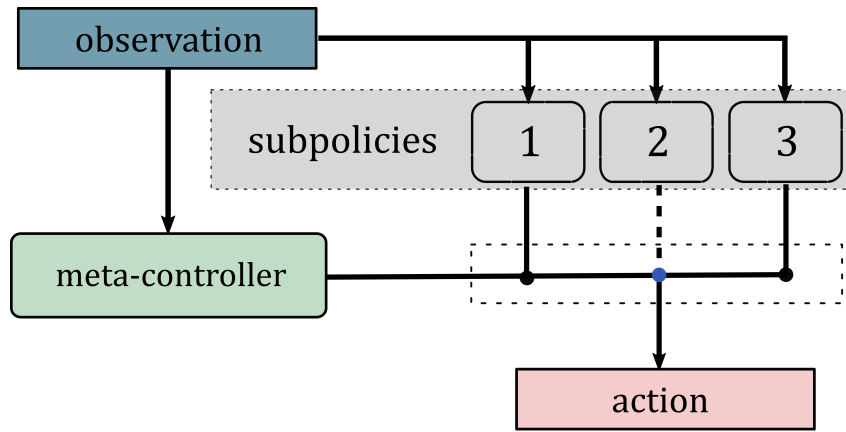 observation
subpolicies 1 2 3
meta-controller
action